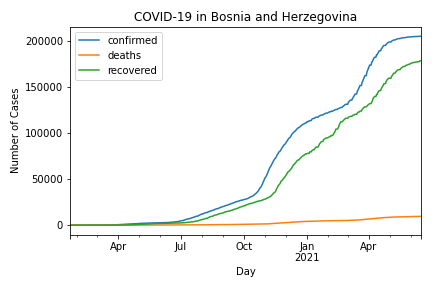 COVID-19 in Bosnia and Herzegovina
confirmed
deaths
recovered
Number of Cases
200000
150000
100000
50000
0
Apr
Jul
Oct
Jan
2021
Apr
Day